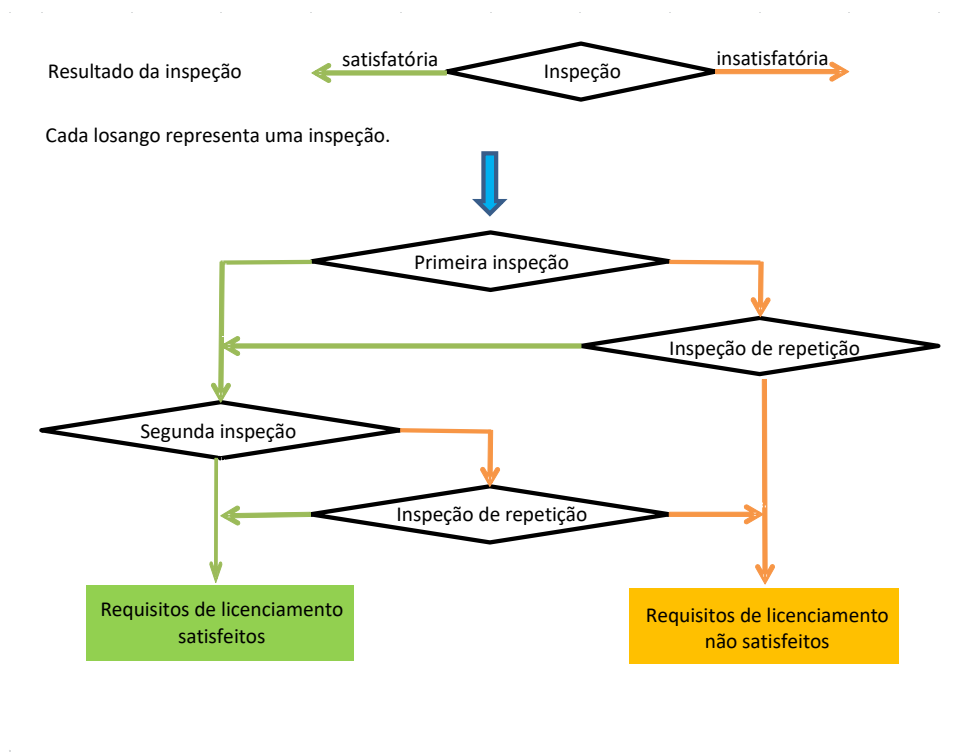 satisfatória
insatisfatória
Resultado da inspeção
Inspeção
Cada losango representa uma inspeção.
Primeira inspeção
Inspeção de repetição
Segunda inspeção
Inspeção de repetição
Requisitos de licenciamento
satisfeitos
Requisitos de licenciamento
não satisfeitos